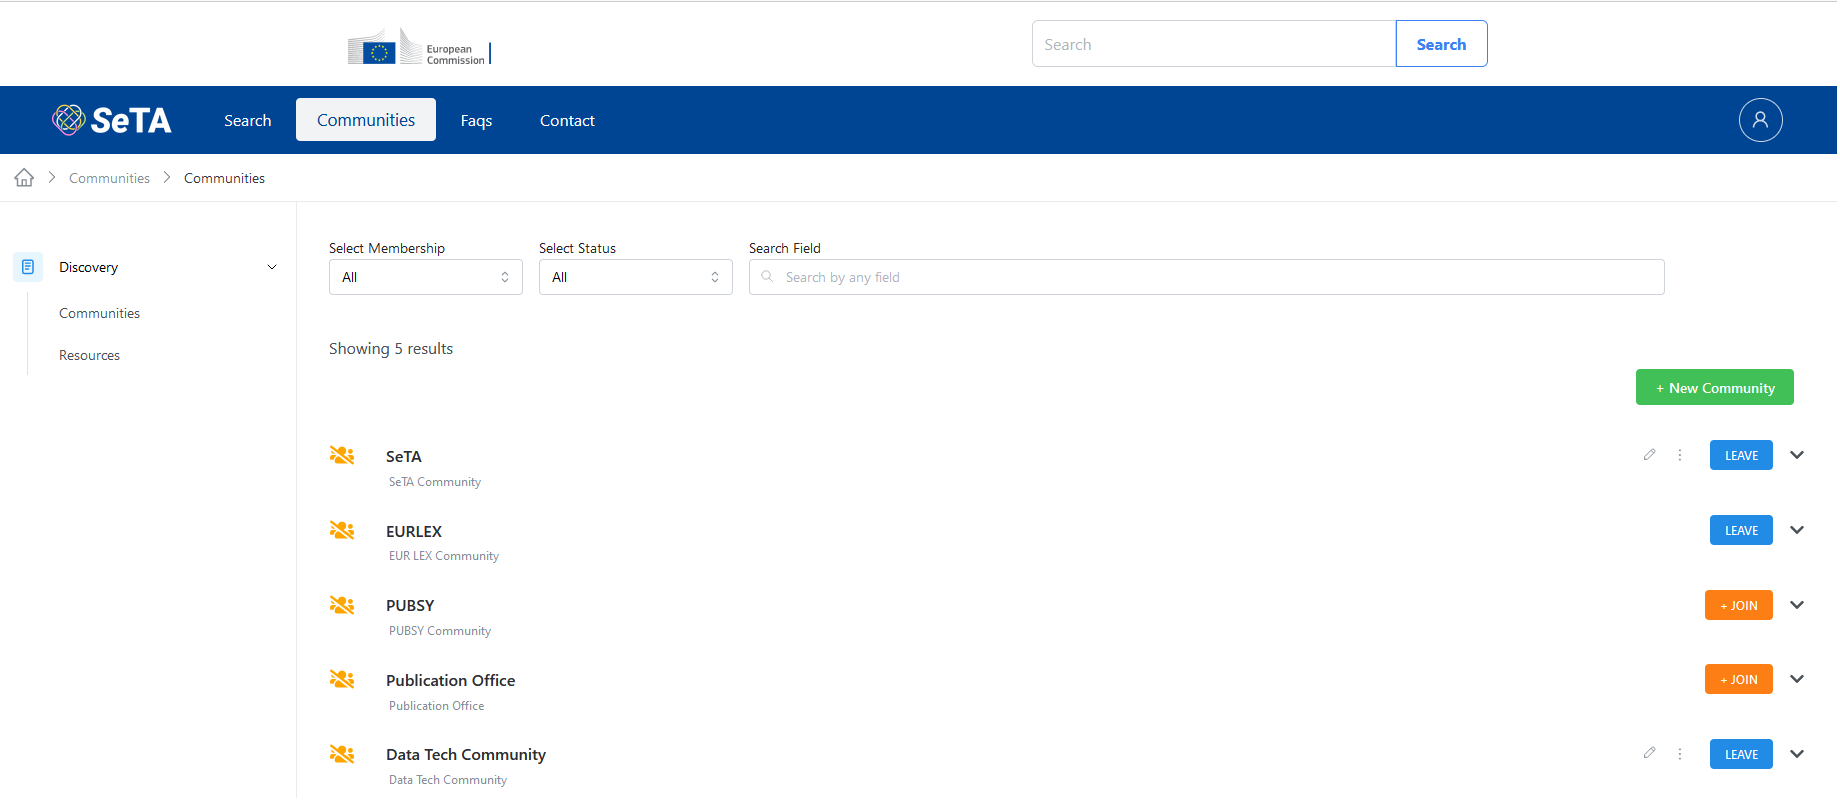 European
Commission
Search
Search
SeTA
Search
Communities
Faqs
Contact
Communities
Communities
Discovery
Communities
Resources
Select Membership
Select Status
Search Field
All
All
Search by any field
Showing 5 results
+ New Community
SeTA
SeTA Community
LEAVE
EURLEX
EUR LEX Community
LEAVE
PUBSY
PUBSY Community
+ JOIN
Publication Office
Publication Office
+ JOIN
Data Tech Community
Data Tech Community
LEAVE